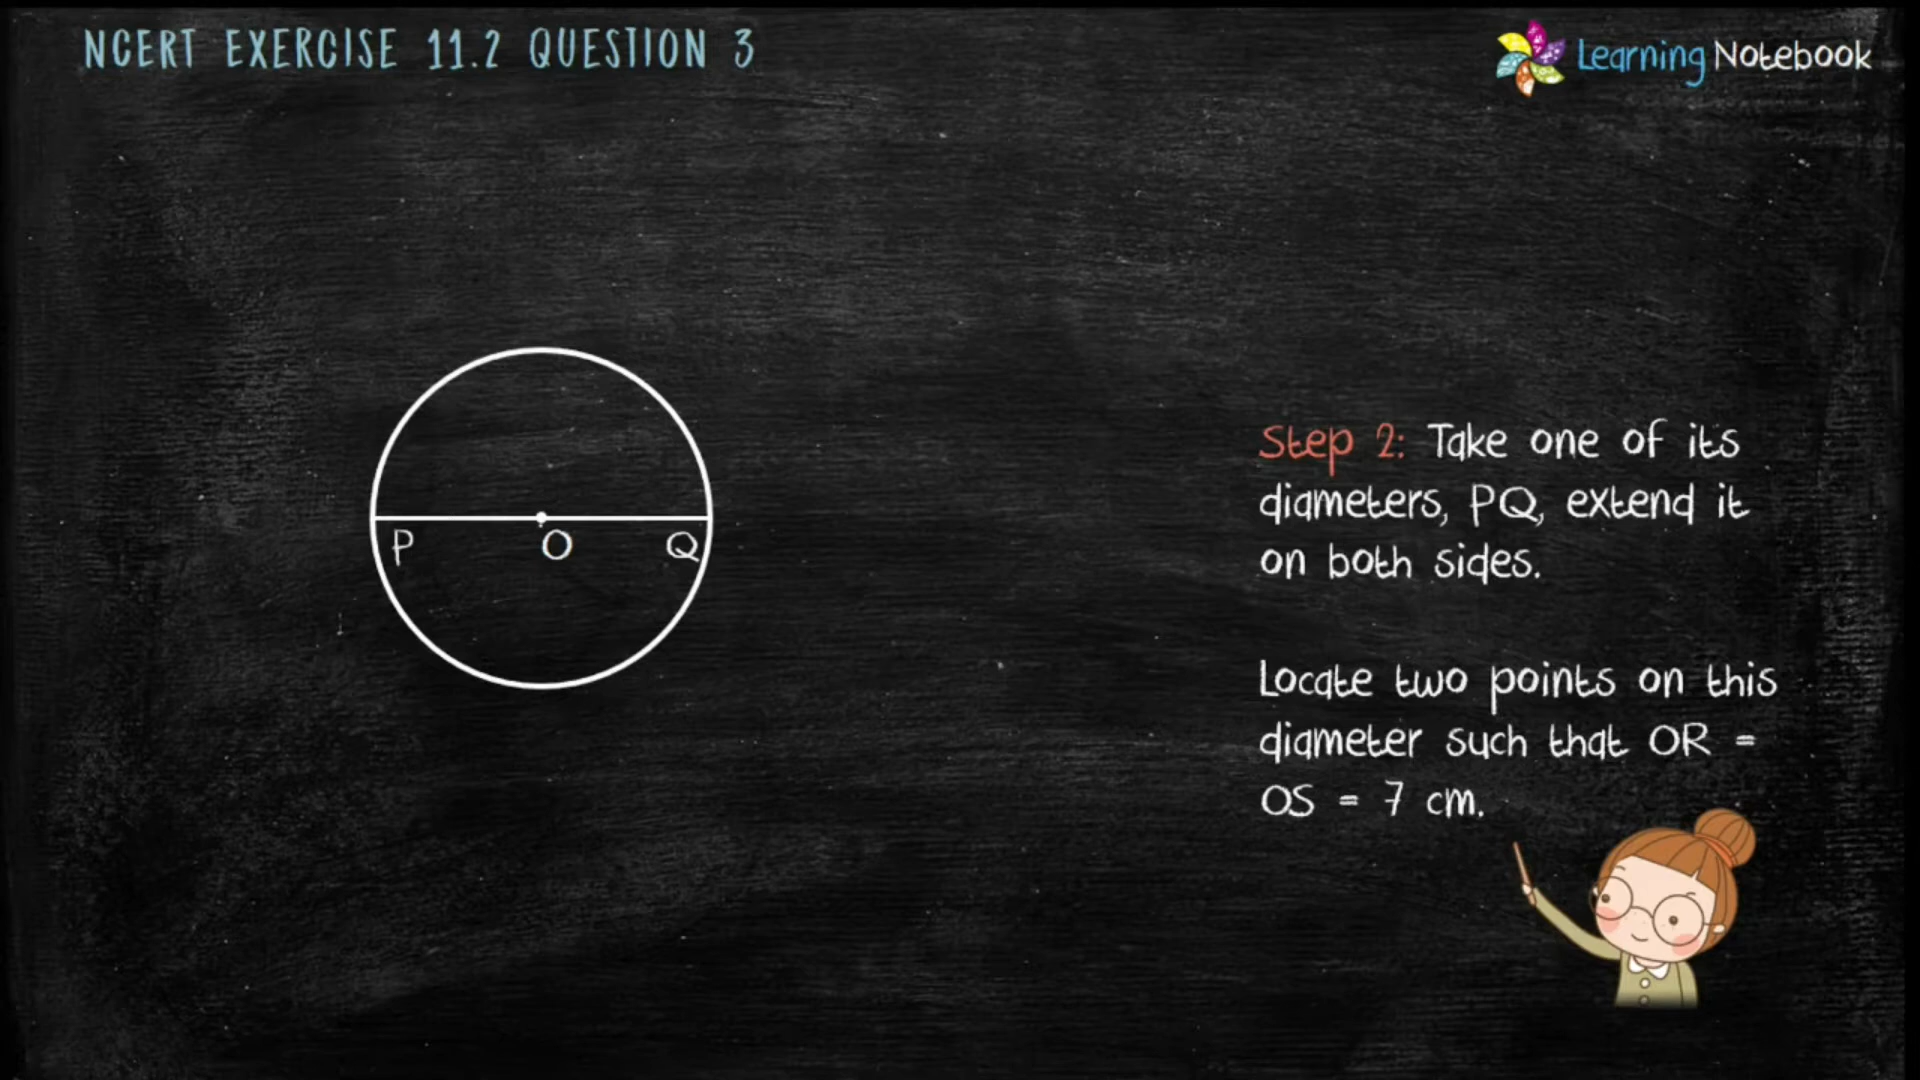 NCERT EXERCISE 11.2 QUESTION 3
Learning Notebook
P O Q
Step 2: Take one of its
diameters, PQ, extend it
on both sides.
Locate two points on this
diameter such that OR =
OS = 7 cm.